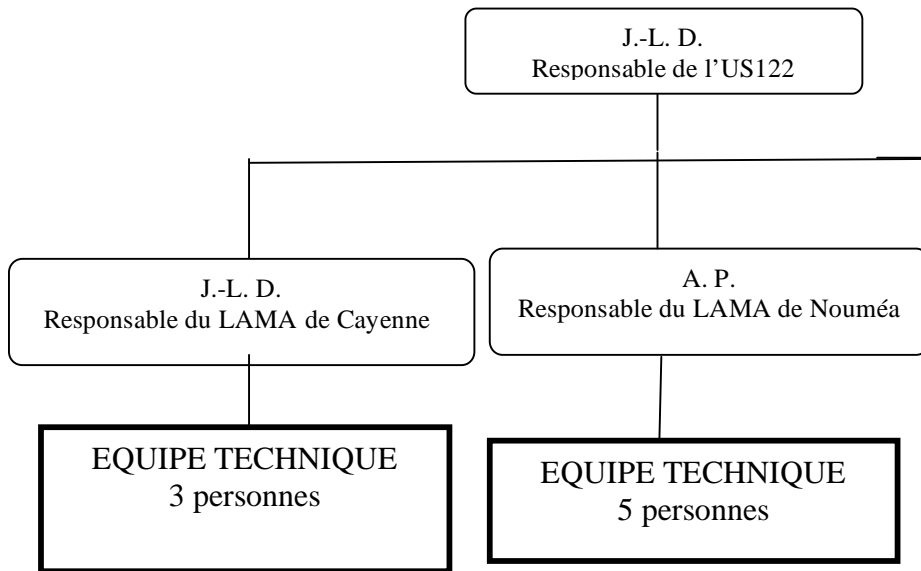 J.-L. D.
Responsable de l'US122
J.-L. D.
Responsable du LAMA de Cayenne
A. P.
Responsable du LAMA de Nouméa
EQUIPE TECHNIQUE
3 personnes
EQUIPE TECHNIQUE
5 personnes